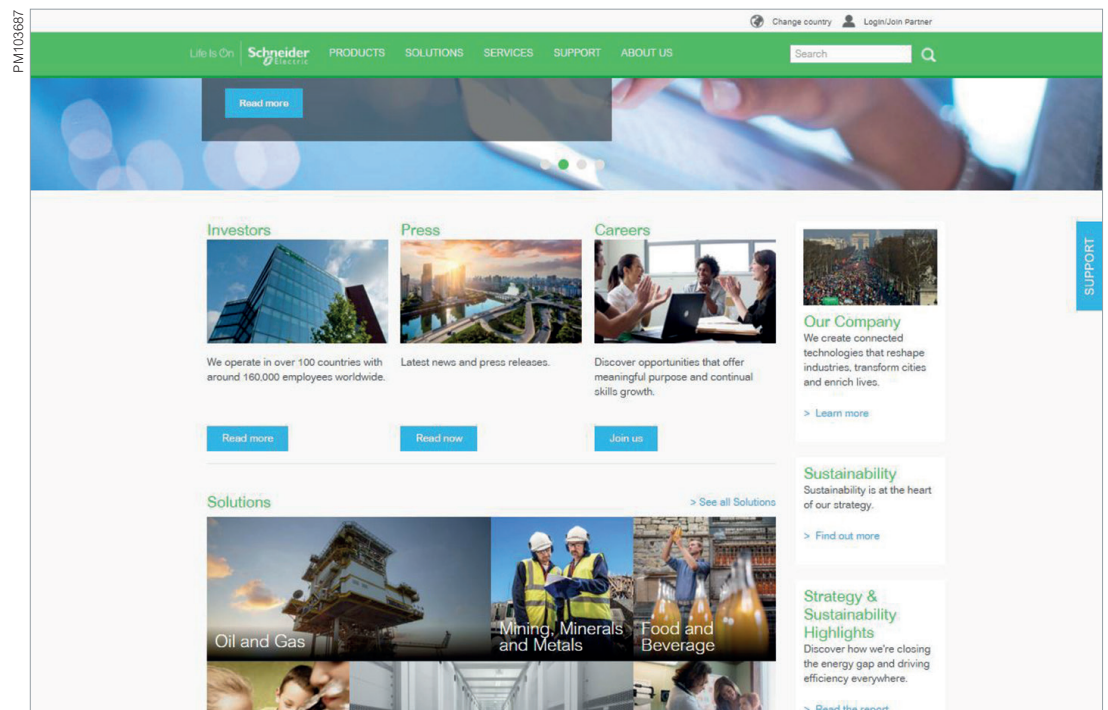 PM103687
Change country
Login/Join Partner
Life Is On
Schneider
Electric
PRODUCTS
SOLUTIONS
SERVICES
SUPPORT
ABOUT US
Search
Read more
Investors
We operate in over 100 countries with
around 160,000 employees worldwide.
Read more
Press
Latest news and press releases.
Read now
Careers
Discover opportunities that offer
meaningful purpose and continual
skills growth.
Join us
Our Company
We create connected
technologies that reshape
industries, transform cities
and enrich lives.
> Learn more
SUPPORT
Solutions
> See all Solutions
Oil and Gas
Mining, Minerals
and Metals
Food and
Beverage
Sustainability
Sustainability is at the heart
of our strategy.
> Find out more
Strategy &
Sustainability
Highlights
Discover how we're closing
the energy gap and driving
efficiency everywhere.
> Read the report